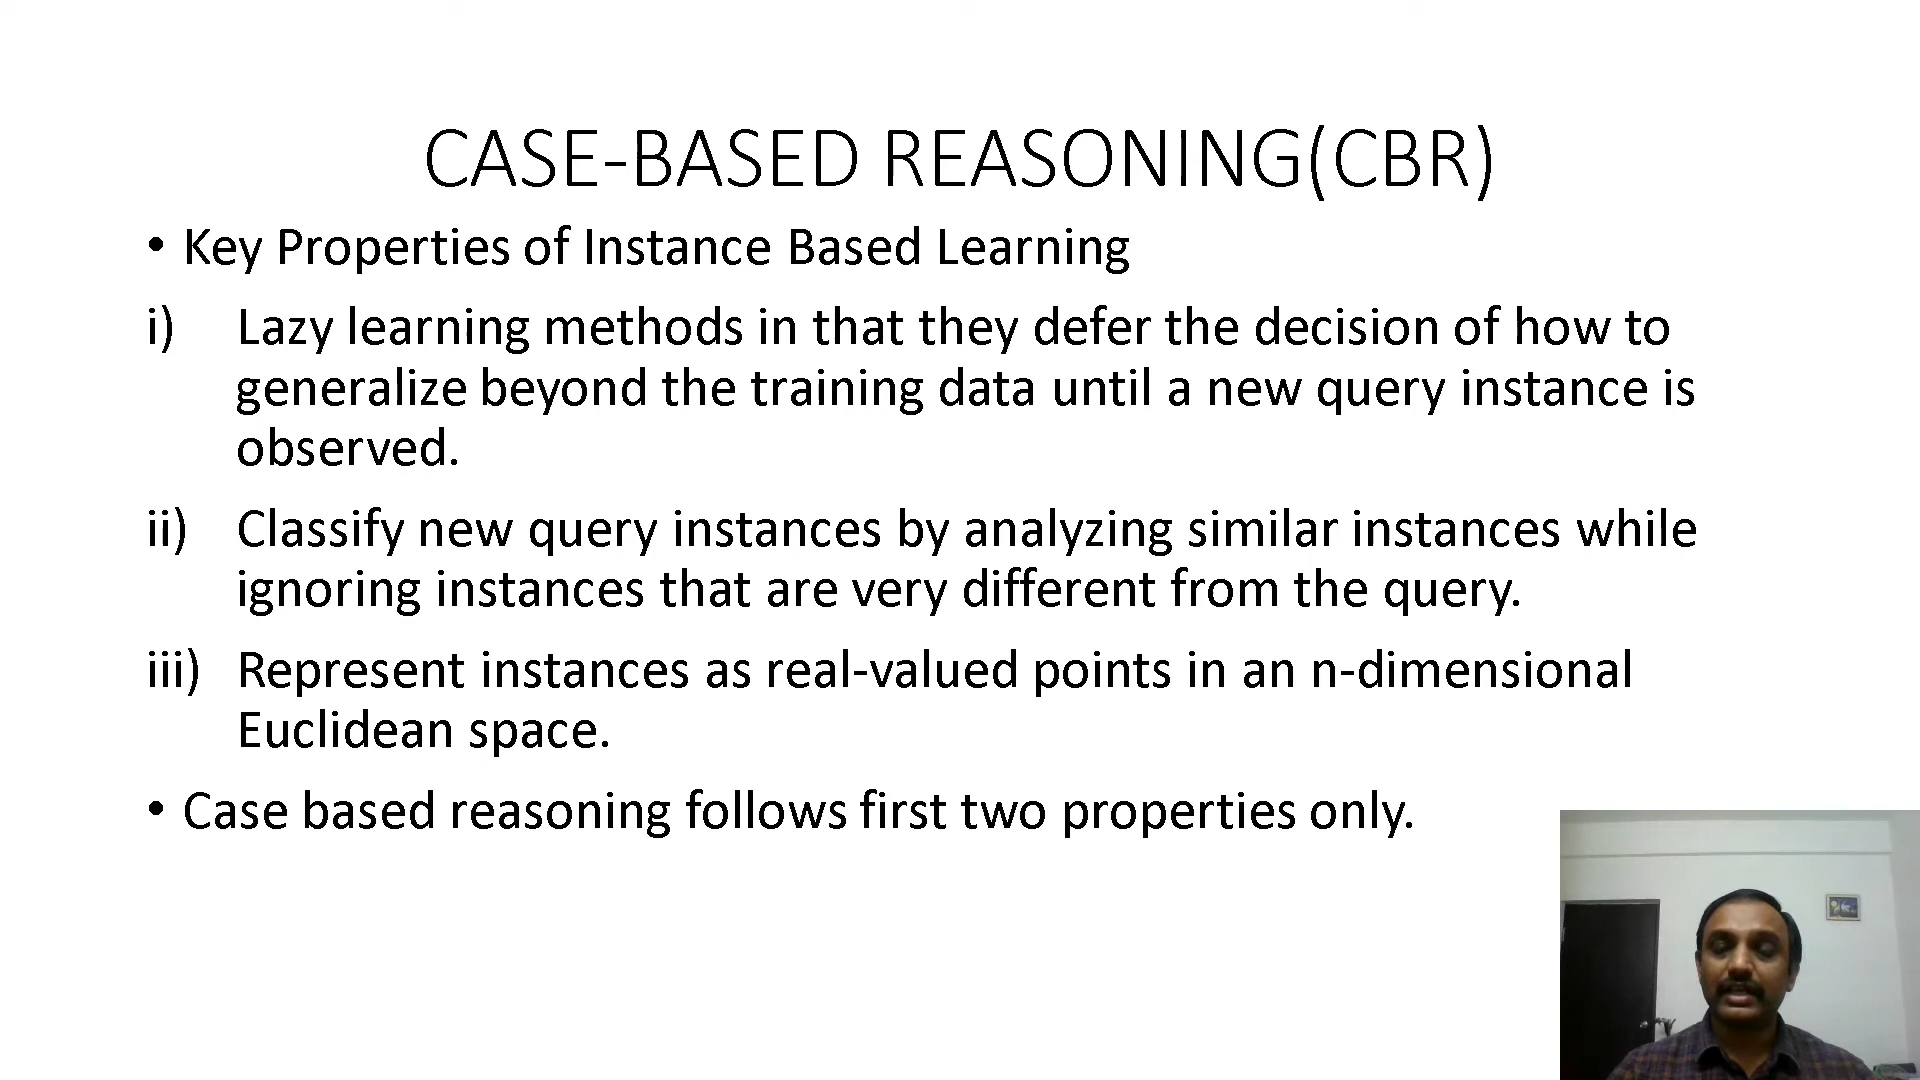 CASE-BASED REASONING(CBR)
• Key Properties of Instance Based Learning
i) Lazy learning methods in that they defer the decision of how to
generalize beyond the training data until a new query instance is
observed.
ii) Classify new query instances by analyzing similar instances while
ignoring instances that are very different from the query.
iii) Represent instances as real-valued points in an n-dimensional
Euclidean space.
• Case based reasoning follows first two properties only.